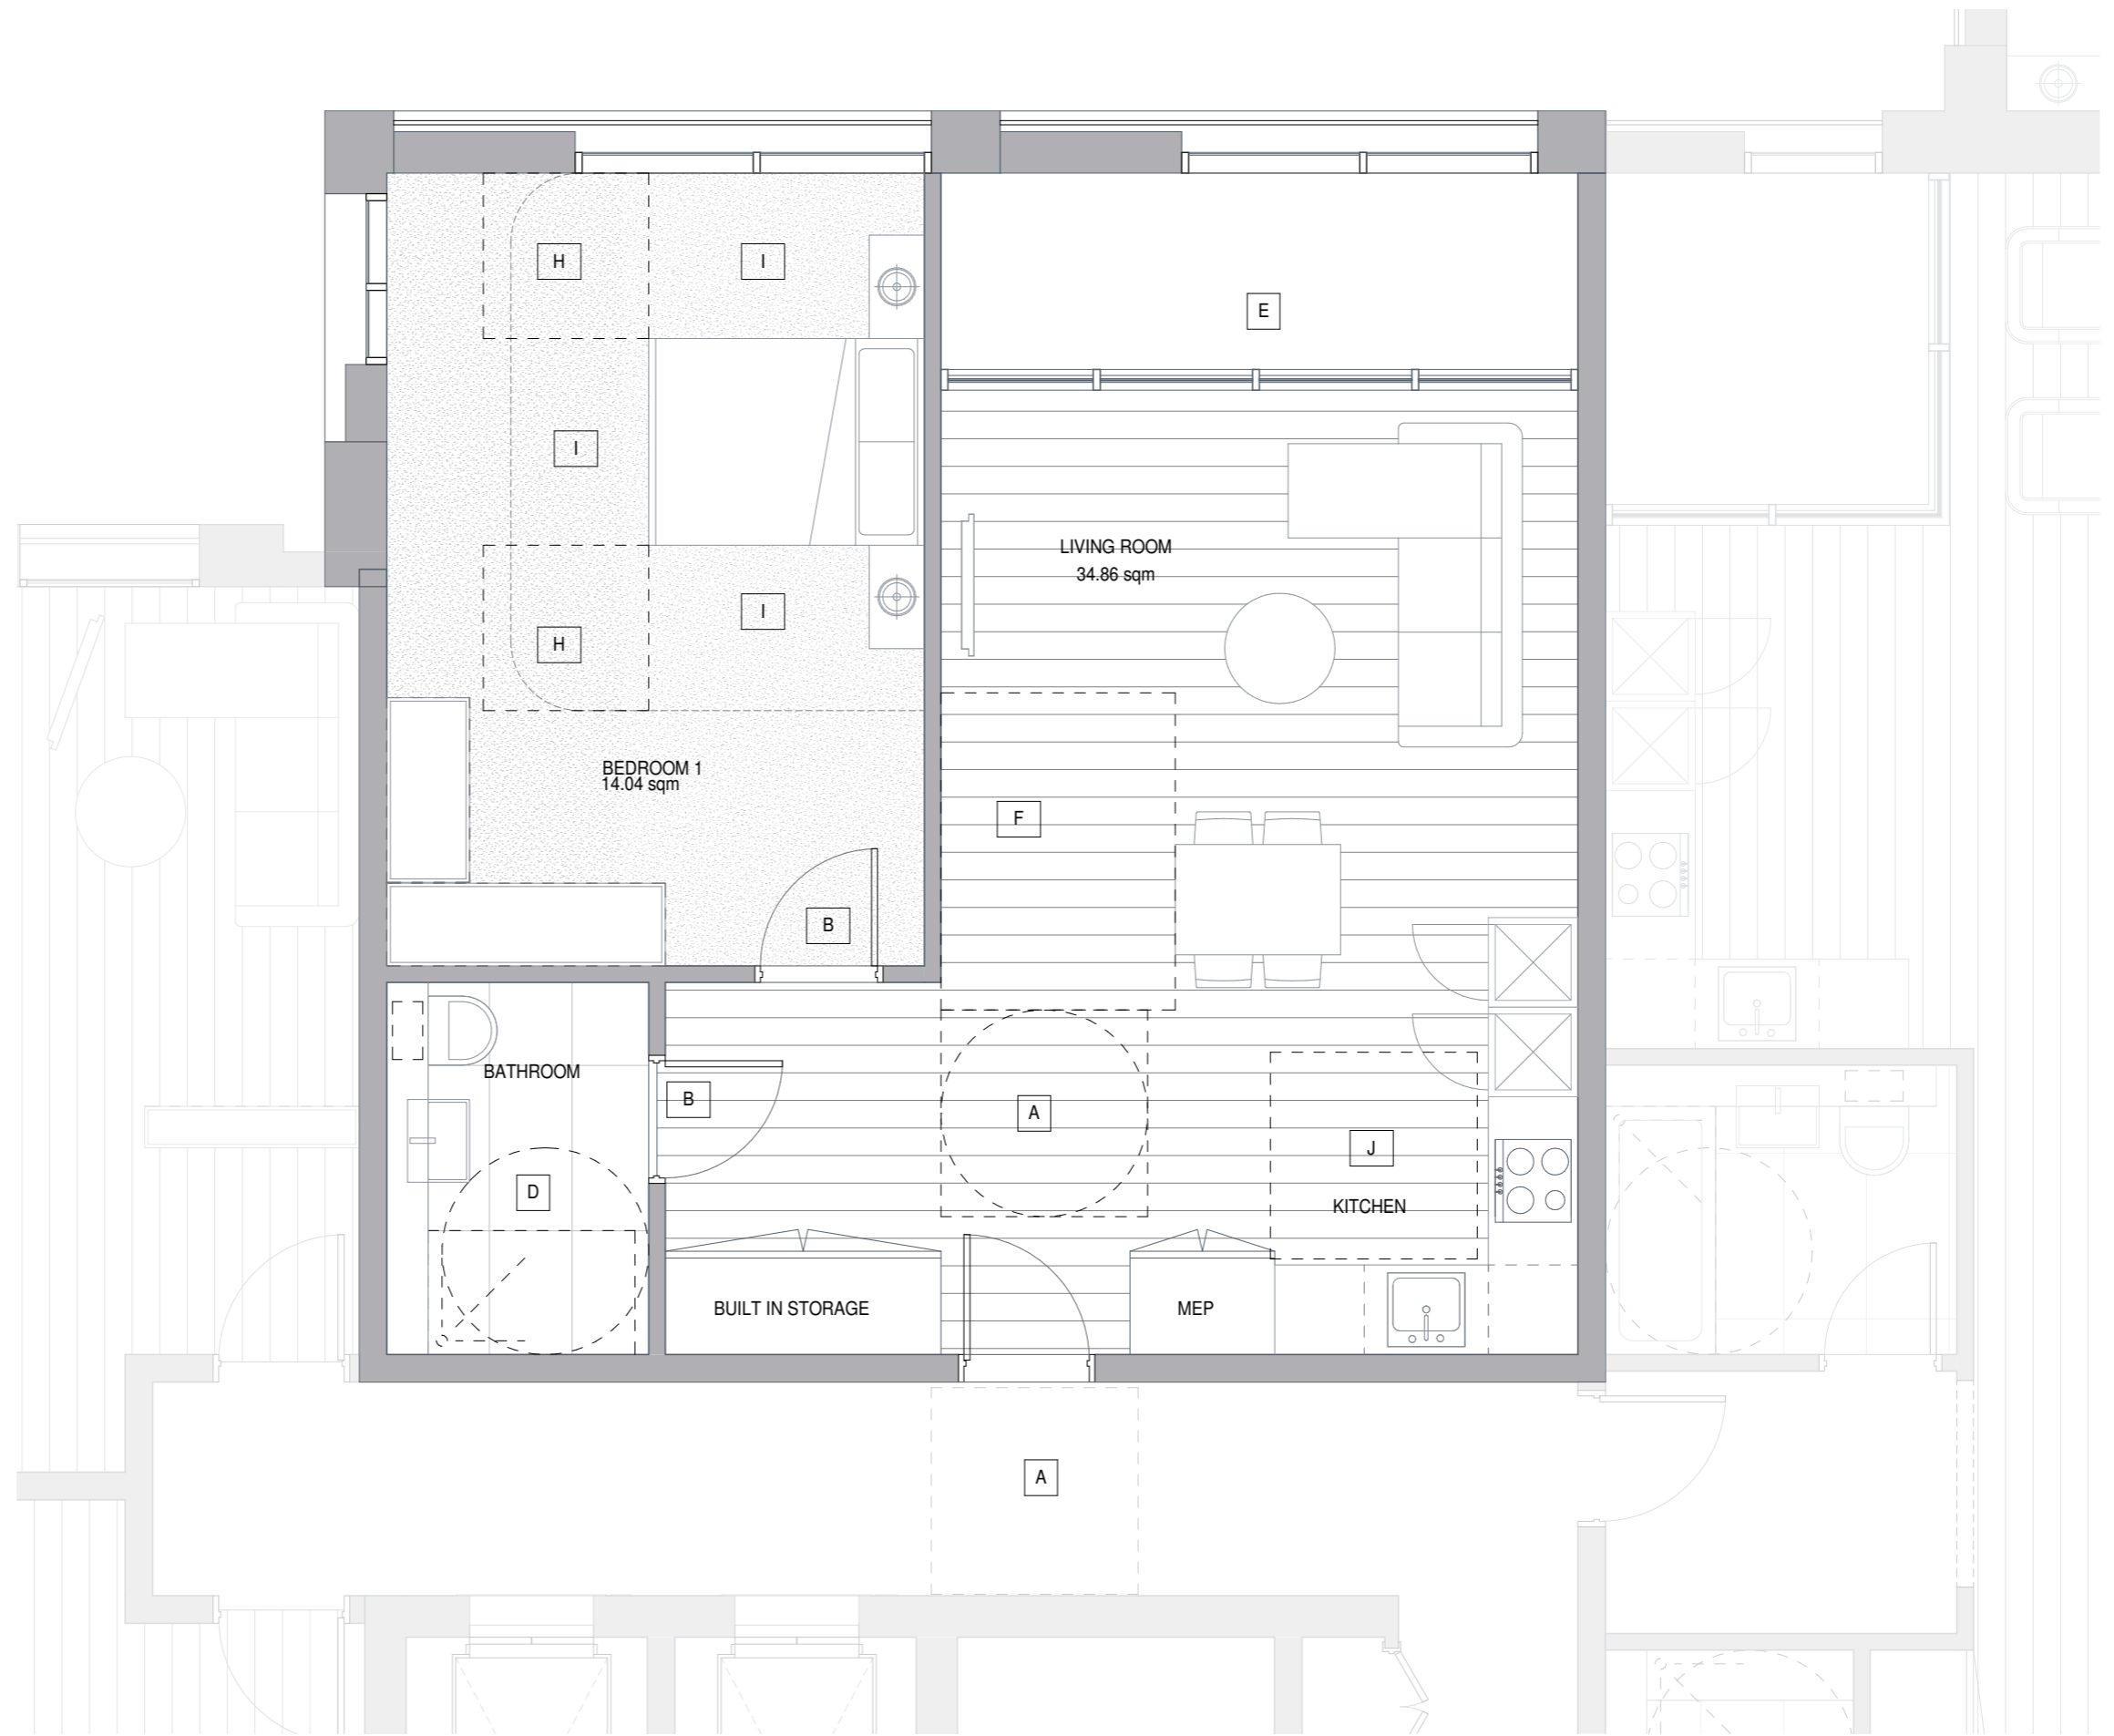 H
I
E
I
LIVING ROOM
34.86 sqm
I
H
BEDROOM 1
14.04 sqm
F
B
BATHROOM
B
A
J
D
KITCHEN
BUILT IN STORAGE
MEP
A